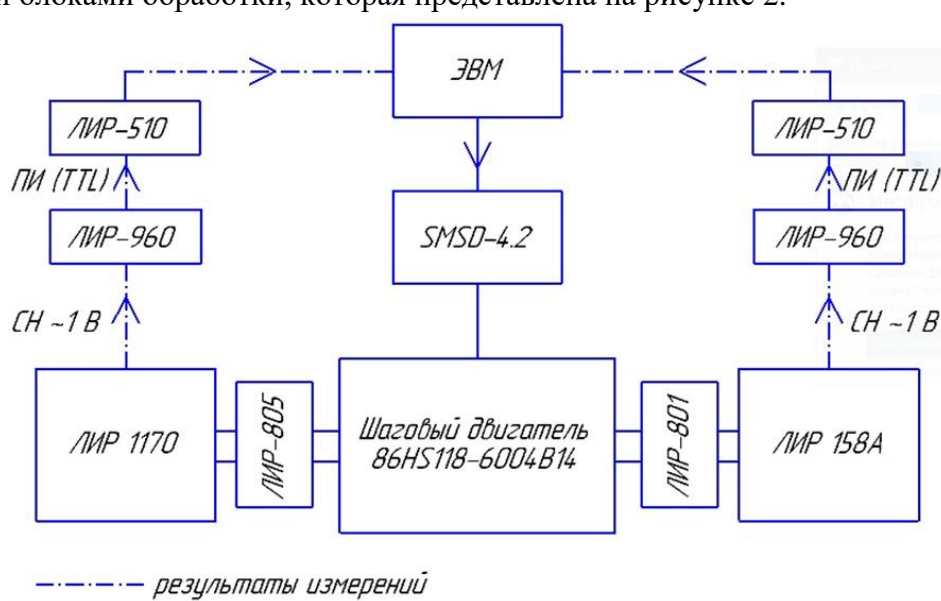 и блоками обработки, которая представлена на рисунке 2.
ЭВМ
ЛИР-510
ЛИР-510
ПИ (TTL)
ПИ (TTL)
ЛИР-960
SMSD-4.2
ЛИР-960
СН ~1 В
СН ~1 В
ЛИР 1170
ЛИР-805
Шаговый двигатель
86HS118-6004B14
ЛИР-801
ЛИР 158А
результаты измерений